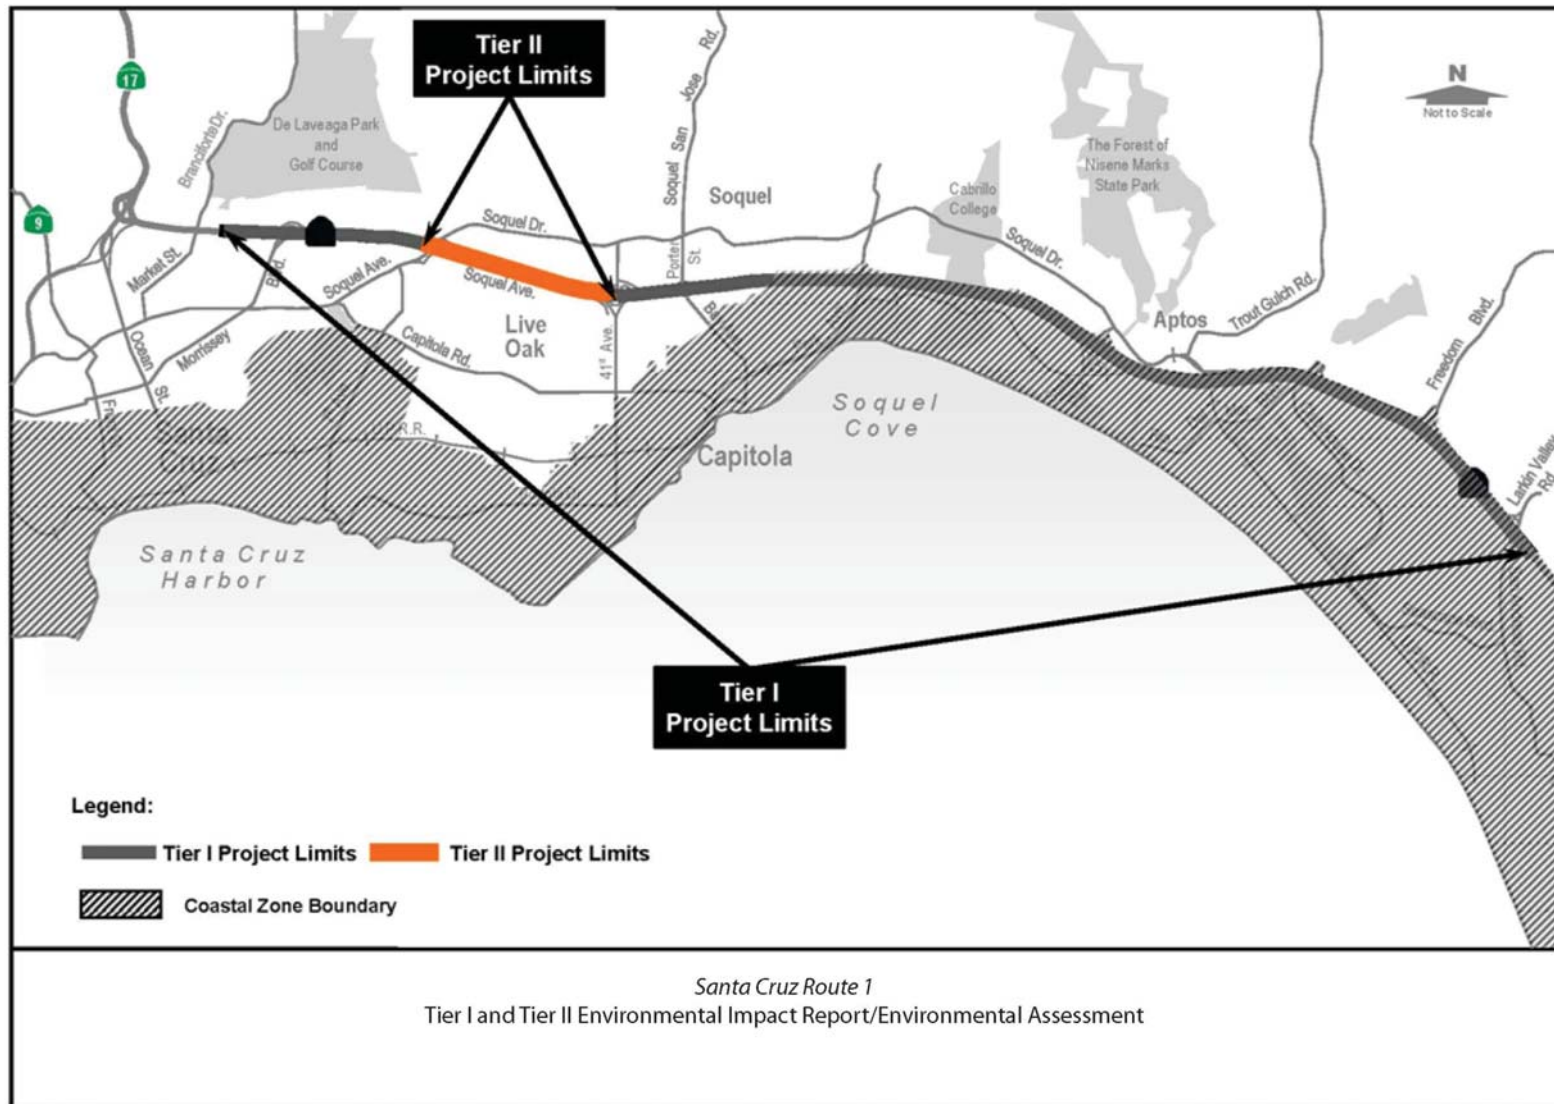 Tier II
Project Limits
17
Branciforte Dr.
De Laveaga Park
and
Golf Course
Soquel San Jose Rd.
N
Not to Scale
The Forest of
Nisene Marks
State Park
Cabrillo
College
Soquel
9
Soquel Dr.
Porter
St.
Soquel Dr.
Market St.
Blvd.
Soquel Ave.
Soquel Ave.
Live
Oak
Aptos
Trout Gulch Rd.
Freedom Blvd.
Ocean St.
Morrissey
Capitola Rd.
41st Ave.
Soquel
Cove
R.R.
Santa
Cruz
Capitola
Larkin Valley
Rd.
Santa Cruz
Harbor
Tier I
Project Limits
Legend:
Tier I Project Limits
Tier II Project Limits
Coastal Zone Boundary
Santa Cruz Route 1
Tier I and Tier II Environmental Impact Report/Environmental Assessment